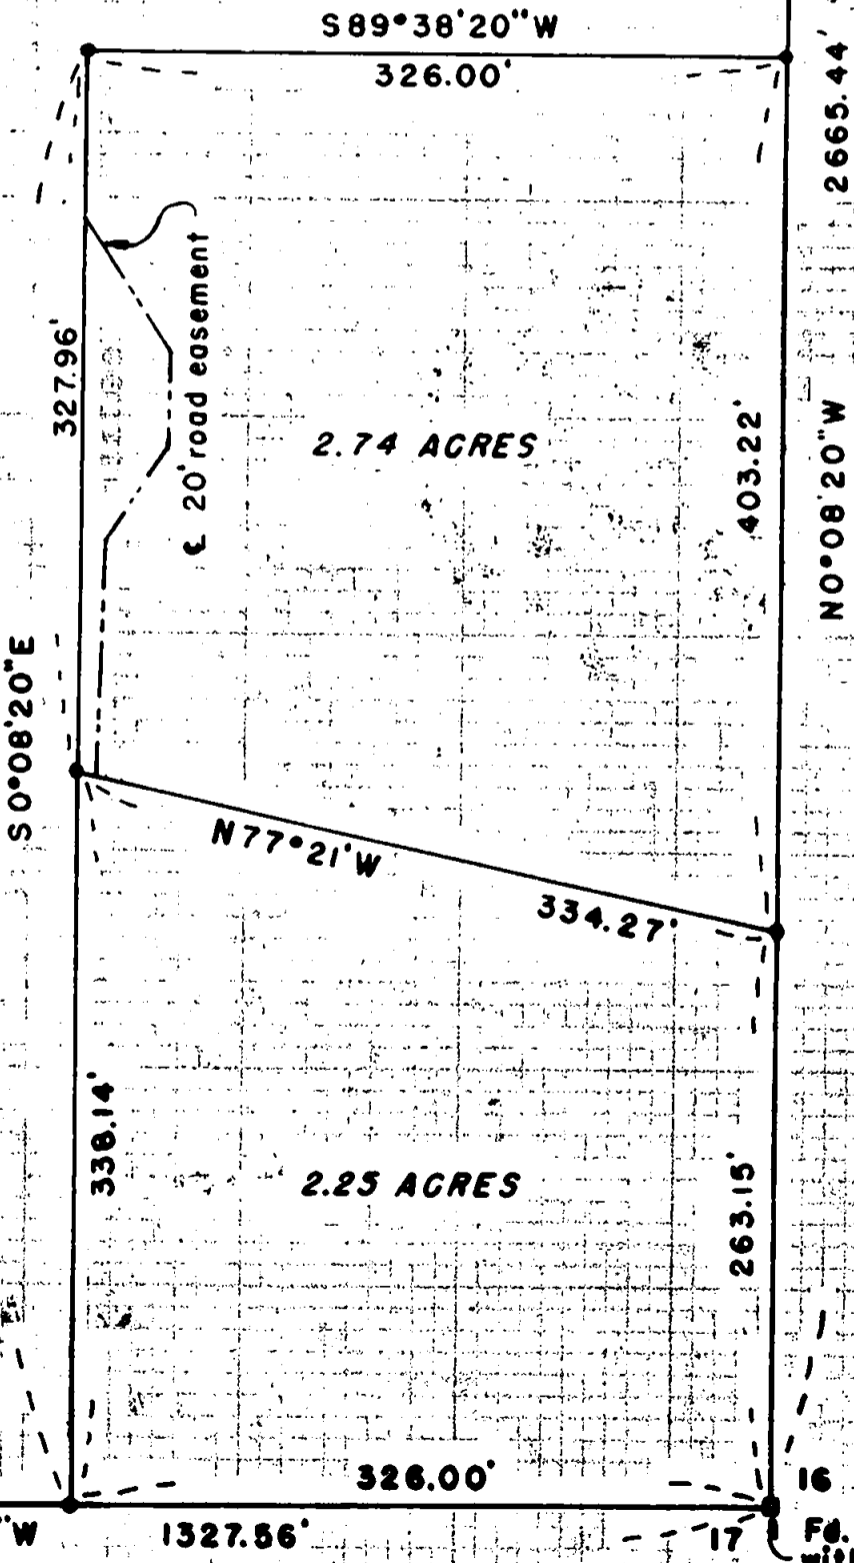 S89°38'20"W
326.00'
2665.44'
327.96'
℄ 20' road easement
2.74 ACRES
403.22'
N0°08'20"W
S0°08'20"E
N77°21'W
334.27'
338.14'
2.25 ACRES
263.15'
326.00'
16
"W
1327.56'
17
Fd.